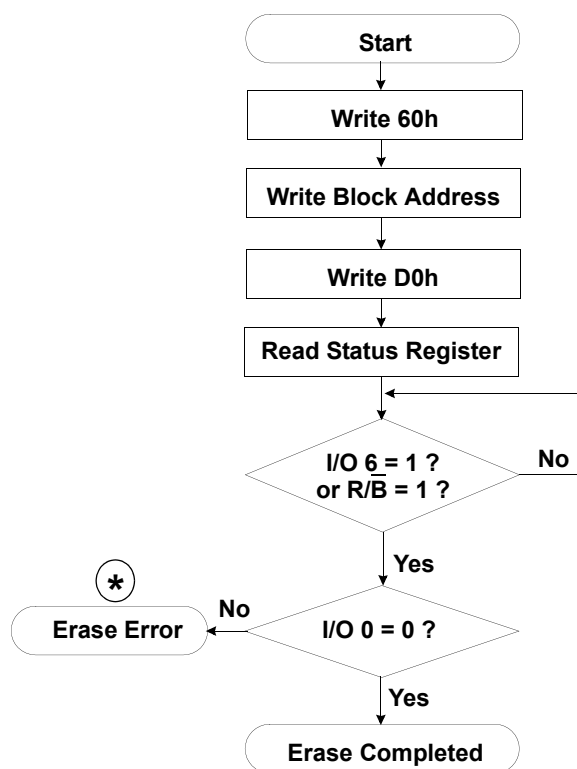 Start
Write 60h
Write Block Address
Write D0h
Read Status Register
I/O 6 = 1 ?
or R/B̅ = 1 ?
No
Yes
*
No
Erase Error
I/O 0 = 0 ?
Yes
Erase Completed